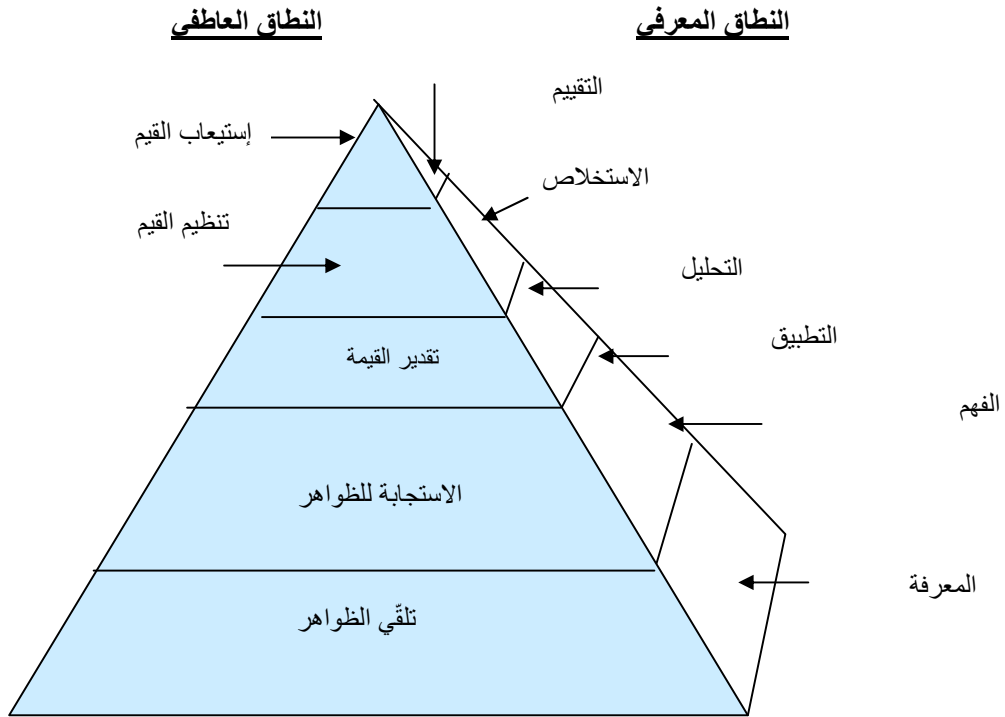 النطاق المعرفي
النطاق العاطفي
التقييم
إستيعاب القيم
الاستخلاص
تنظيم القيم
التحليل
التطبيق
تقدير القيمة
الفهم
الاستجابة للظواهر
المعرفة
تلقّي الظواهر